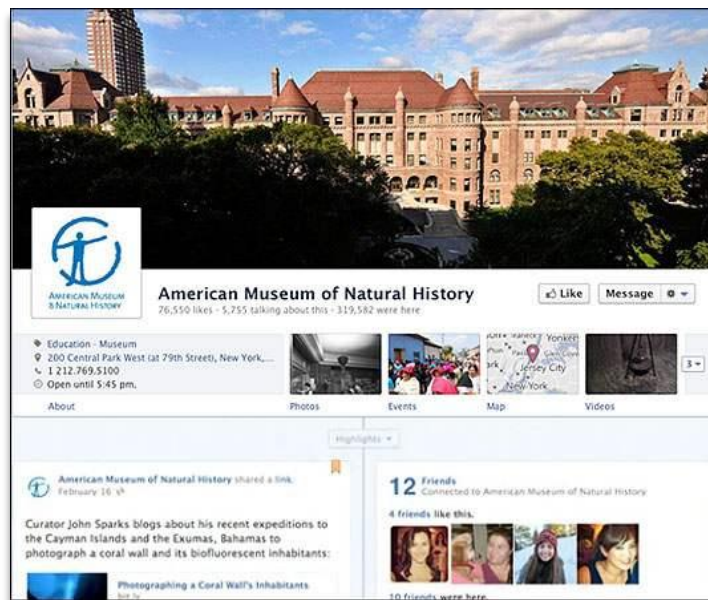 AMERICAN MUSEUM
& NATURAL HISTORY
American Museum of Natural History
76,550 likes · 5,755 talking about this · 319,582 were here
Like
Message
Education · Museum
200 Central Park West (at 79th Street), New York,...
1 212.769.5100
Open until 5:45 pm.
Yonkers
Jersey City
New York
3
About
Photos
Events
Map
Videos
Highlights
American Museum of Natural History shared a link.
February 16
Curator John Sparks blogs about his recent expeditions to
the Cayman Islands and the Exumas, Bahamas to
photograph a coral wall and its biofluorescent inhabitants:
Photographing a Coral Wall's Inhabitants
bit.ly
12 Friends
Connected to American Museum of Natural History
4 friends like this.
10 friends were here.